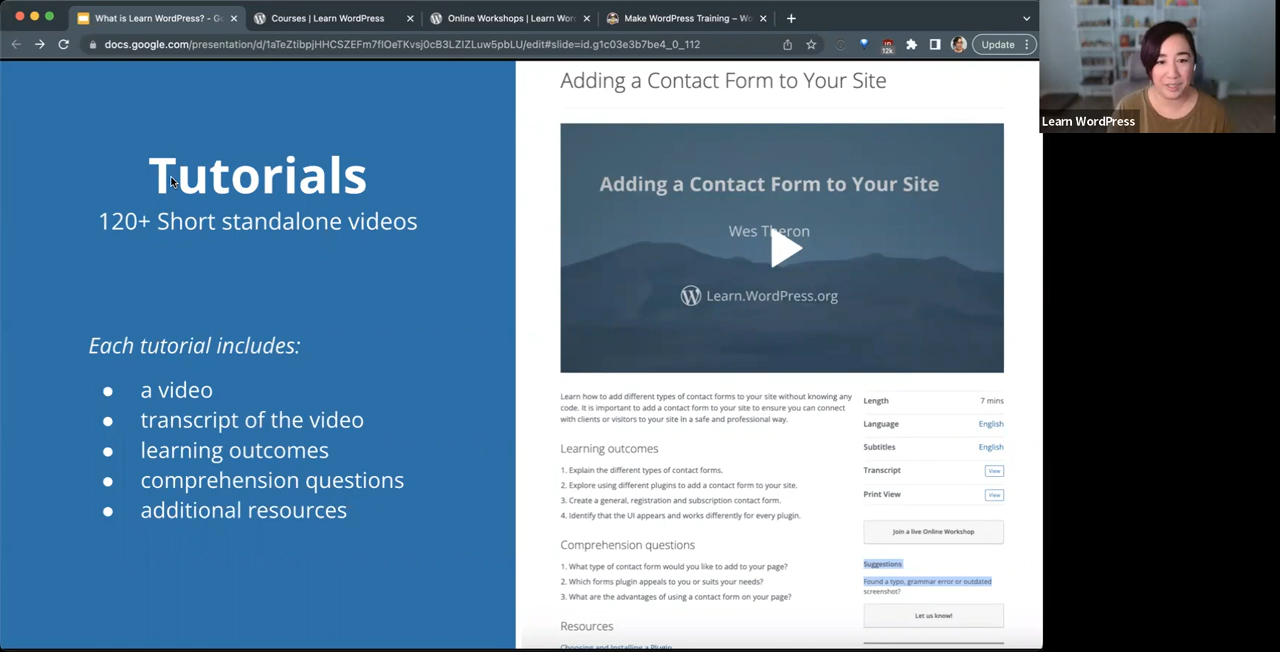 What is Learn WordPress? - Go
Courses | Learn WordPress
Online Workshops | Learn Wor
Make WordPress Training – Wo
docs.google.com/presentation/d/1aTeZtibpjHHCSZEFm7flOeTKvsj0cB3LZIZLuw5pbLU/edit#slide=id.g1c03e3b7be4_0_112
12k
Update
Learn WordPress
Tutorials
120+ Short standalone videos
Each tutorial includes:
● a video
● transcript of the video
● learning outcomes
● comprehension questions
● additional resources
Adding a Contact Form to Your Site
Adding a Contact Form to Your Site
Wes Theron
Learn.WordPress.org
Learn how to add different types of contact forms to your site without knowing any
code. It is important to add a contact form to your site to ensure you can connect
with clients or visitors to your site in a safe and professional way.
Learning outcomes
1. Explain the different types of contact forms.
2. Explore using different plugins to add a contact form to your site.
3. Create a general, registration and subscription contact form.
4. Identify that the UI appears and works differently for every plugin.
Comprehension questions
1. What type of contact form would you like to add to your page?
2. Which forms plugin appeals to you or suits your needs?
3. What are the advantages of using a contact form on your page?
Resources
Choosing and Installing a Plugin
Length 7 mins
Language English
Subtitles English
Transcript View
Print View View
Join a live Online Workshop
Suggestions
Found a typo, grammar error or outdated
screenshot?
Let us know!